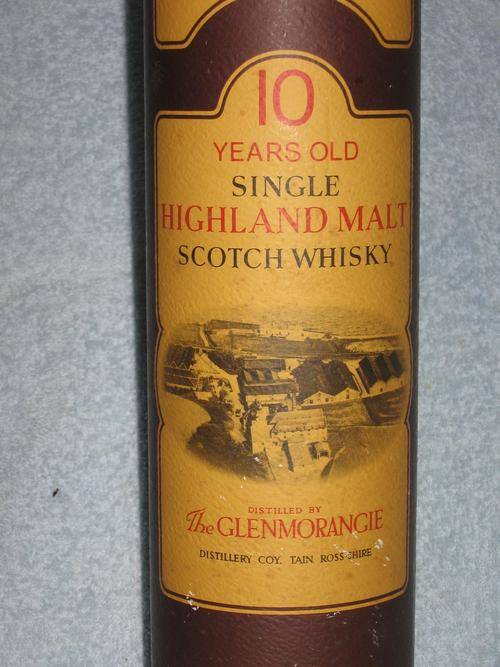 10
YEARS OLD
SINGLE
HIGHLAND MALT
SCOTCH WHISKY
DISTILLED BY
The GLENMORANGIE
DISTILLERY COY. TAIN ROSS-SHIRE